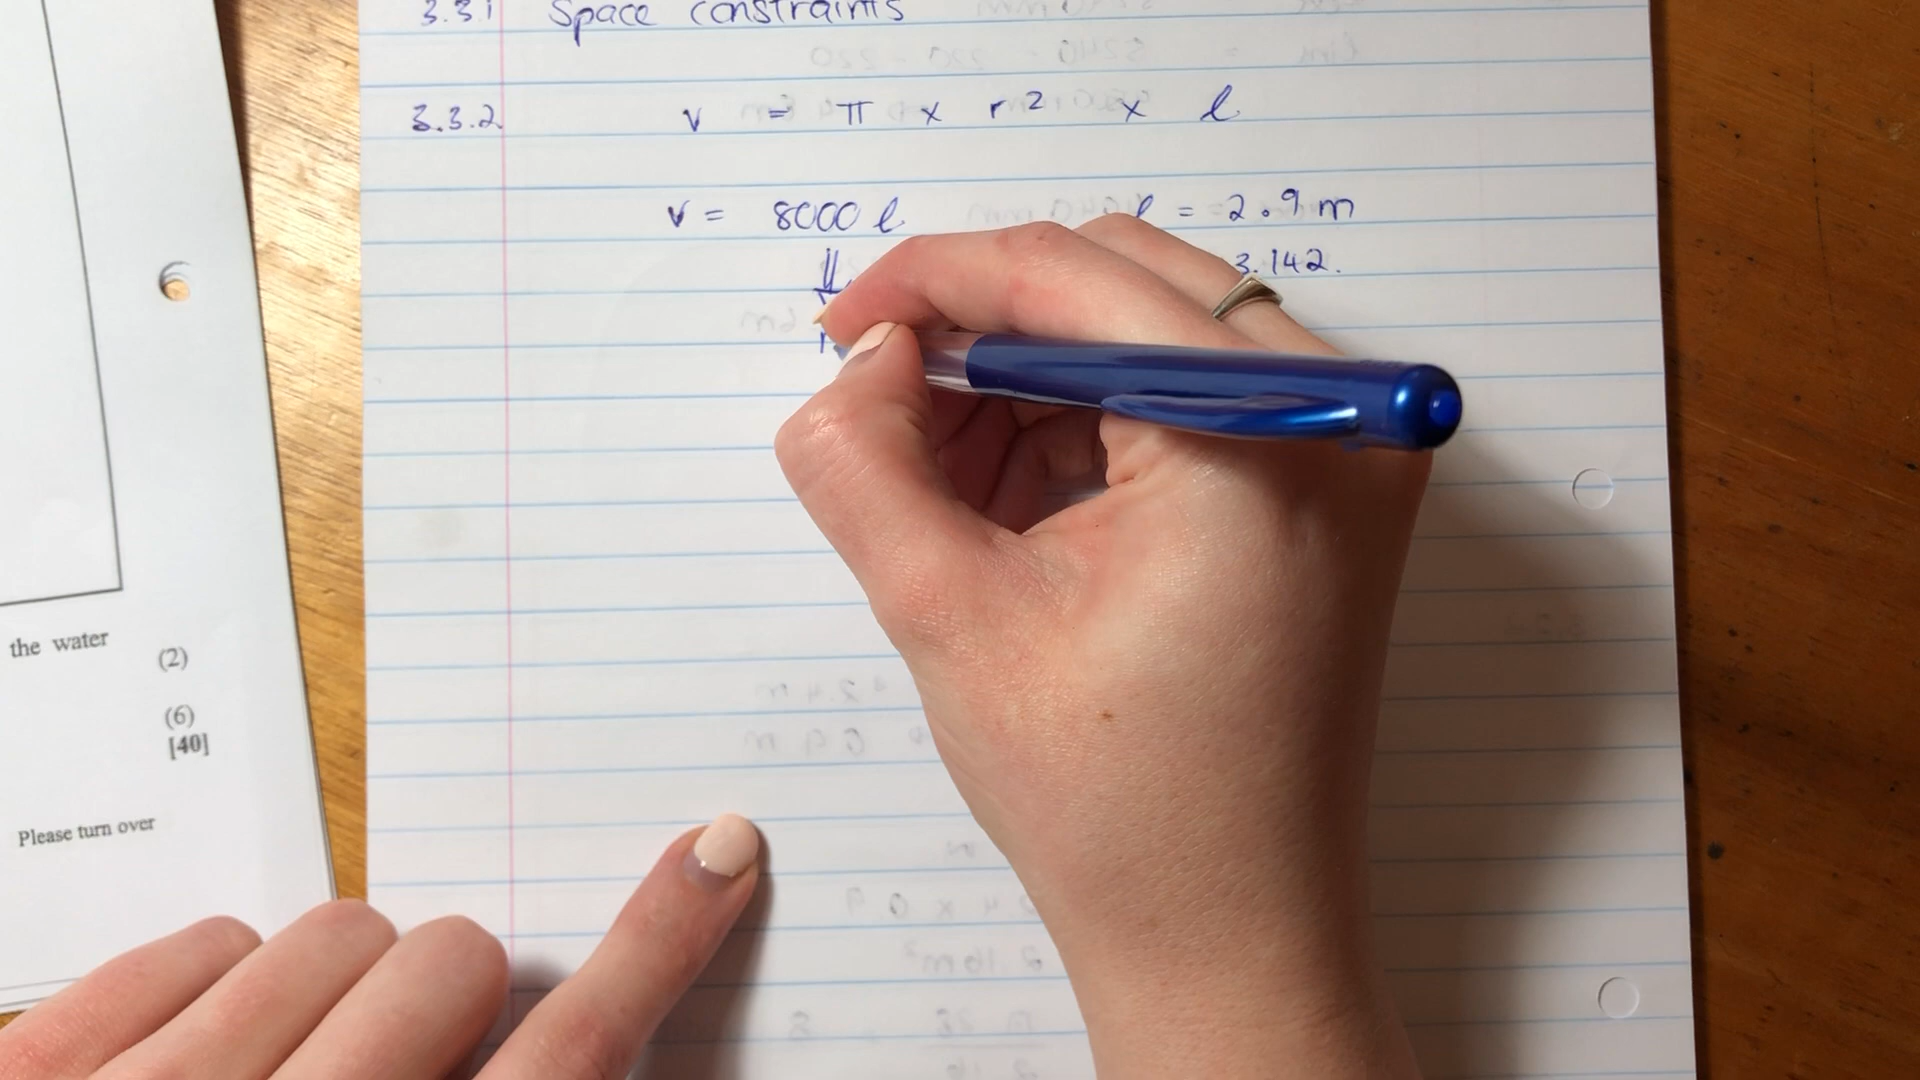 3.3.1 Space constraints
3.3.2 v = π x r² x l
v = 8000 l
l = 2.9 m
3.142.
the water
(2)
(6)
[40]
Please turn over